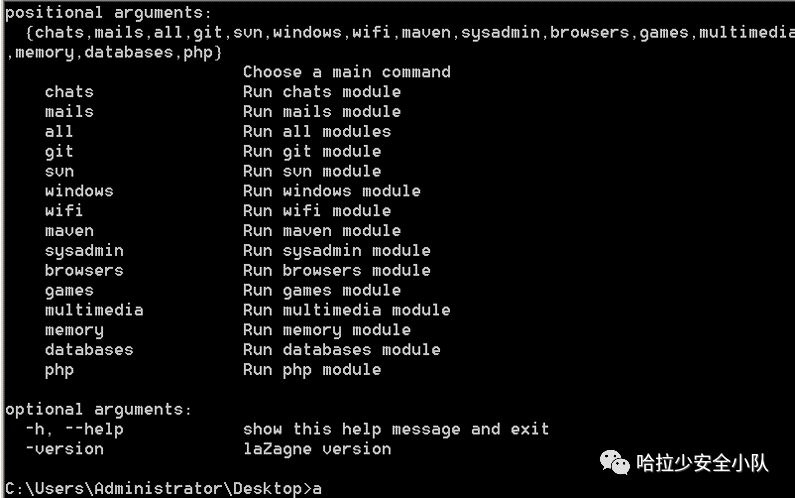 positional arguments:
{chats,mails,all,git,svn,windows,wifi,maven,sysadmin,browsers,games,multimedia
,memory,databases,php}
Choose a main command
chats Run chats module
mails Run mails module
all Run all modules
git Run git module
svn Run svn module
windows Run windows module
wifi Run wifi module
maven Run maven module
sysadmin Run sysadmin module
browsers Run browsers module
games Run games module
multimedia Run multimedia module
memory Run memory module
databases Run databases module
php Run php module
optional arguments:
-h, --help show this help message and exit
-version laZagne version
哈拉少安全小队
C:\Users\Administrator\Desktop>a